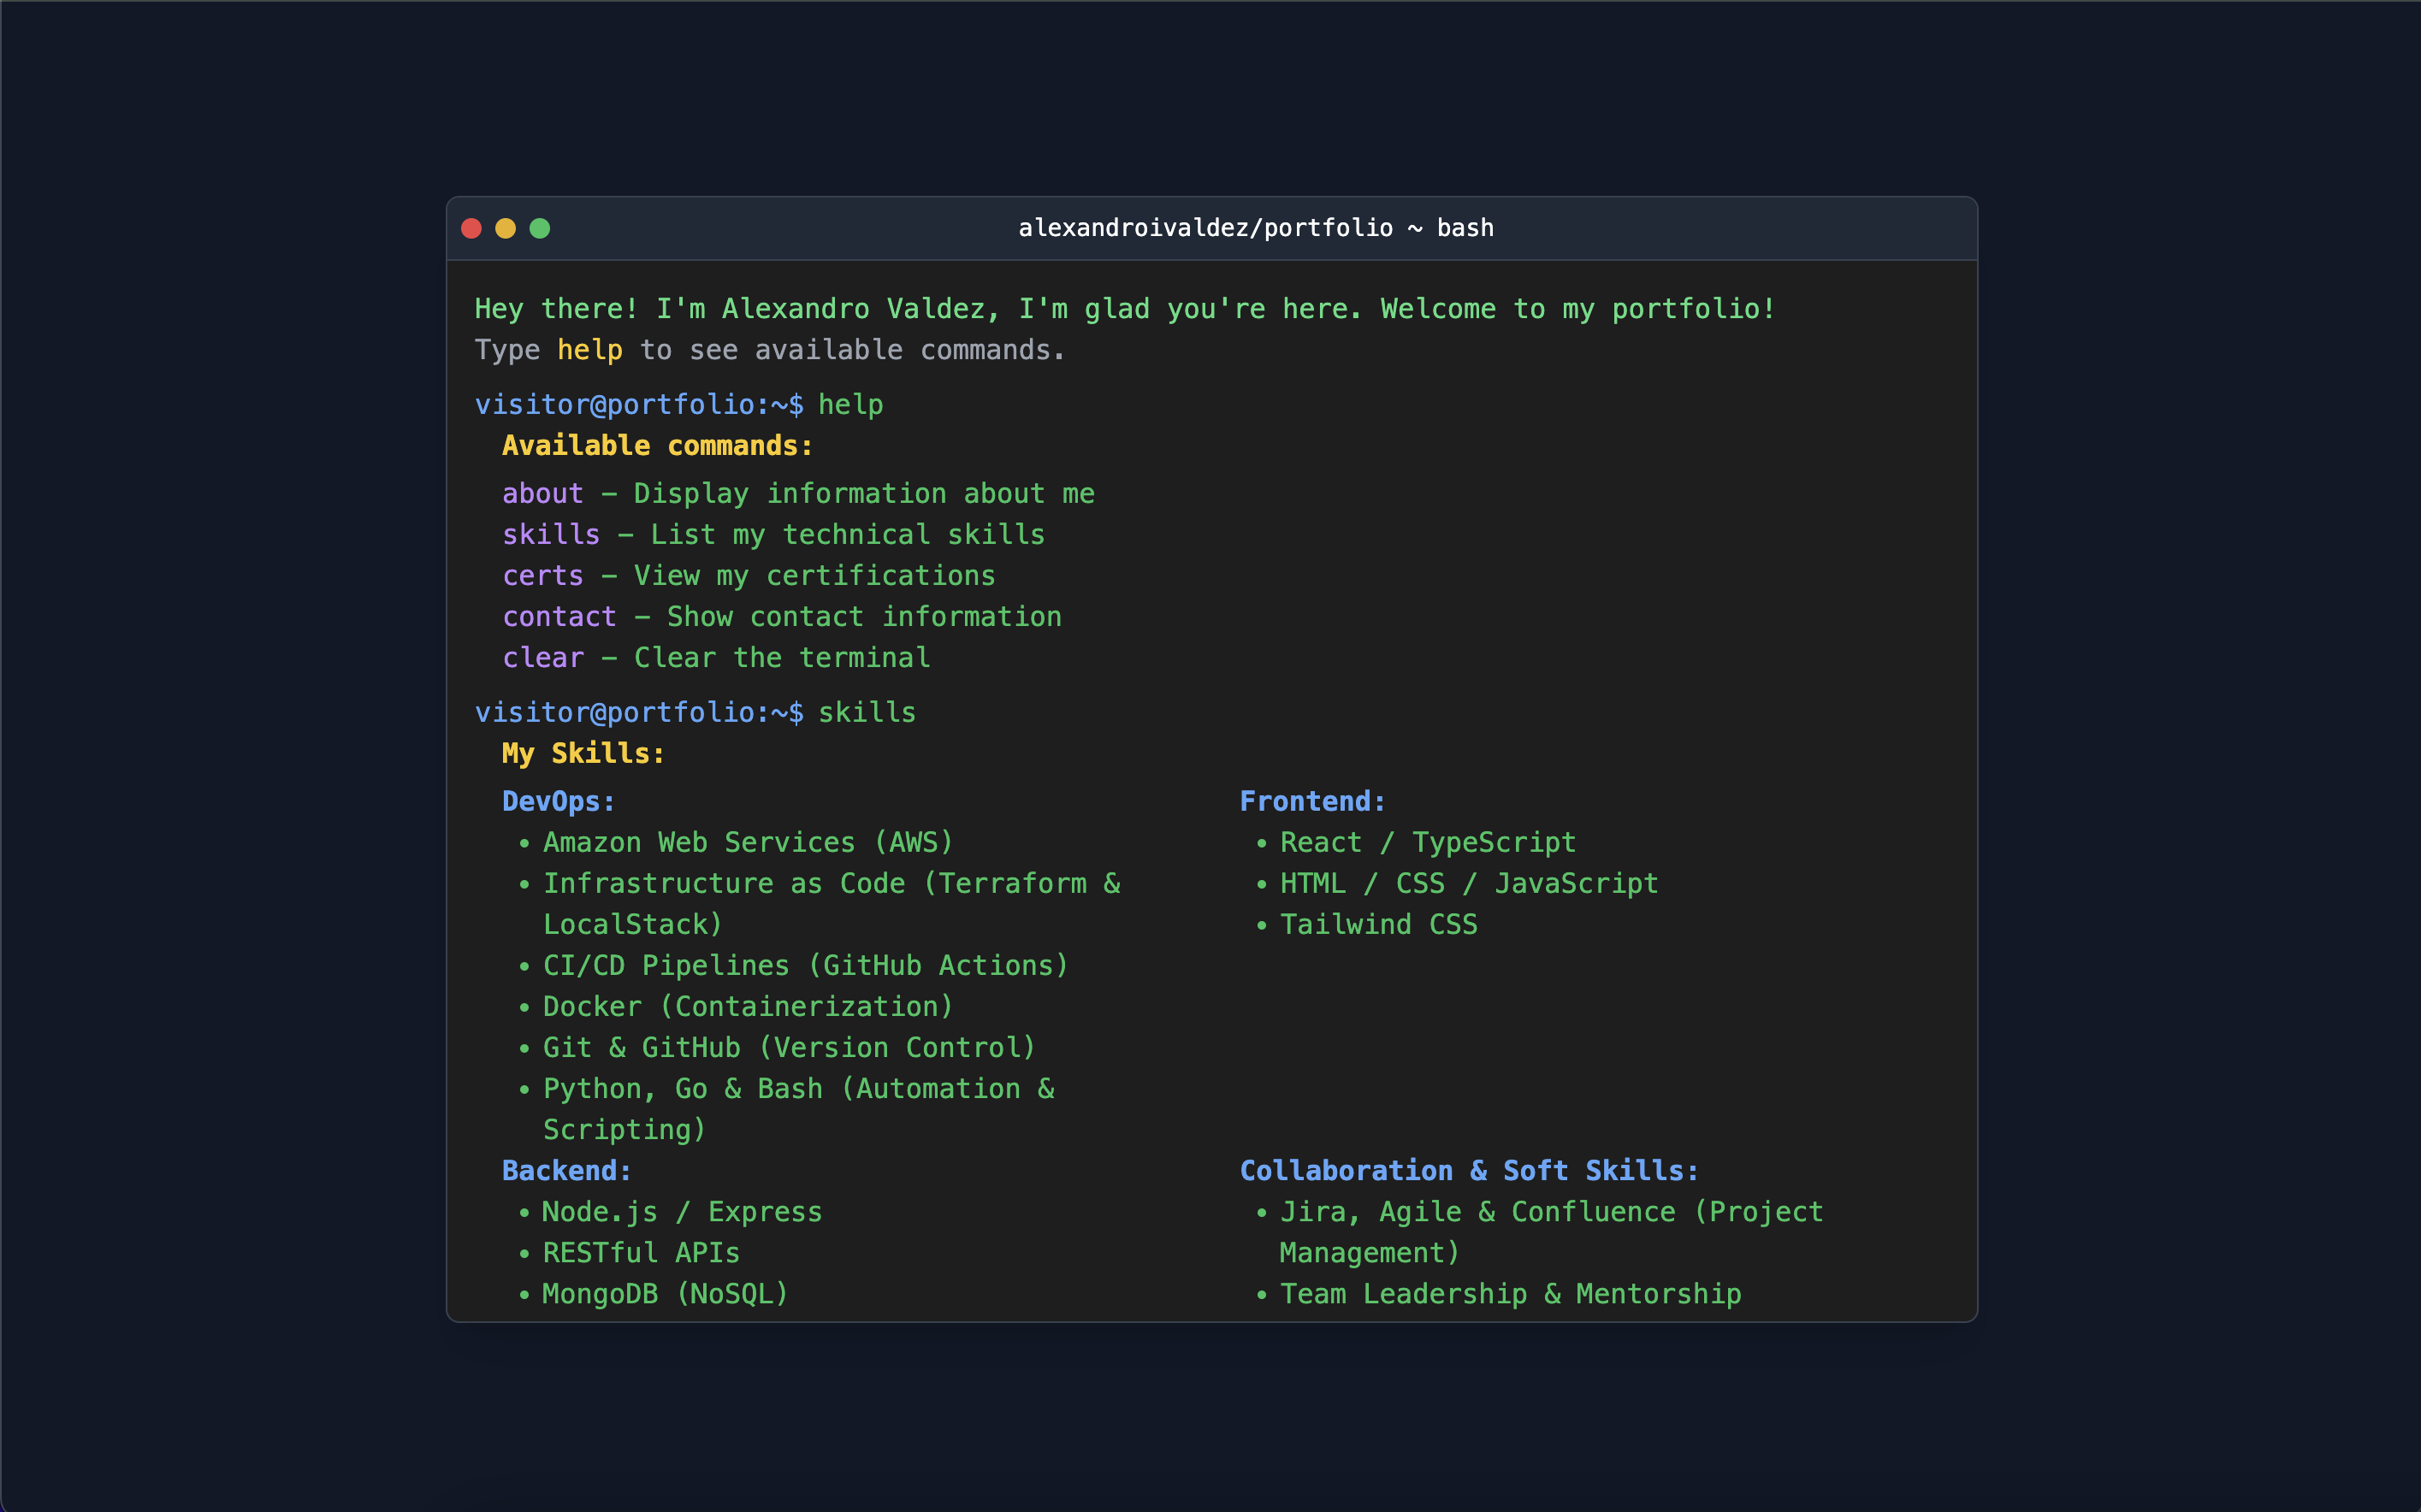 alexandroivaldez/portfolio ~ bash
Hey there! I'm Alexandro Valdez, I'm glad you're here. Welcome to my portfolio!
Type help to see available commands.
visitor@portfolio:~$ help
Available commands:
about – Display information about me
skills – List my technical skills
certs – View my certifications
contact – Show contact information
clear – Clear the terminal
visitor@portfolio:~$ skills
My Skills:
DevOps:
• Amazon Web Services (AWS)
• Infrastructure as Code (Terraform &
LocalStack)
• CI/CD Pipelines (GitHub Actions)
• Docker (Containerization)
• Git & GitHub (Version Control)
• Python, Go & Bash (Automation &
Scripting)
Frontend:
• React / TypeScript
• HTML / CSS / JavaScript
• Tailwind CSS
Backend:
• Node.js / Express
• RESTful APIs
• MongoDB (NoSQL)
Collaboration & Soft Skills:
• Jira, Agile & Confluence (Project
Management)
• Team Leadership & Mentorship